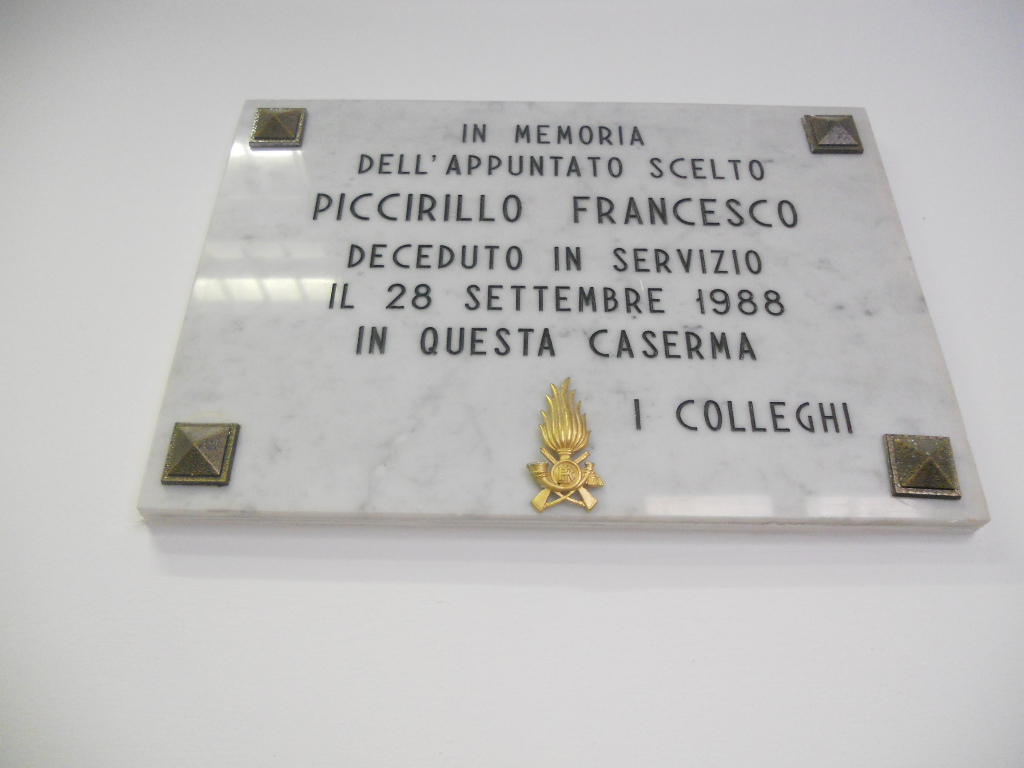 IN MEMORIA
DELL'APPUNTATO SCELTO
PICCIRILLO FRANCESCO
DECEDUTO IN SERVIZIO
IL 28 SETTEMBRE 1988
IN QUESTA CASERMA
I COLLEGHI